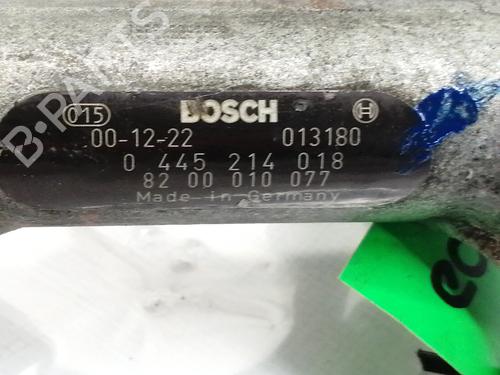 015 BOSCH
00-12-22 013180
0 445 214 018
82 00 010 077
Made in Germany
B-PARTS